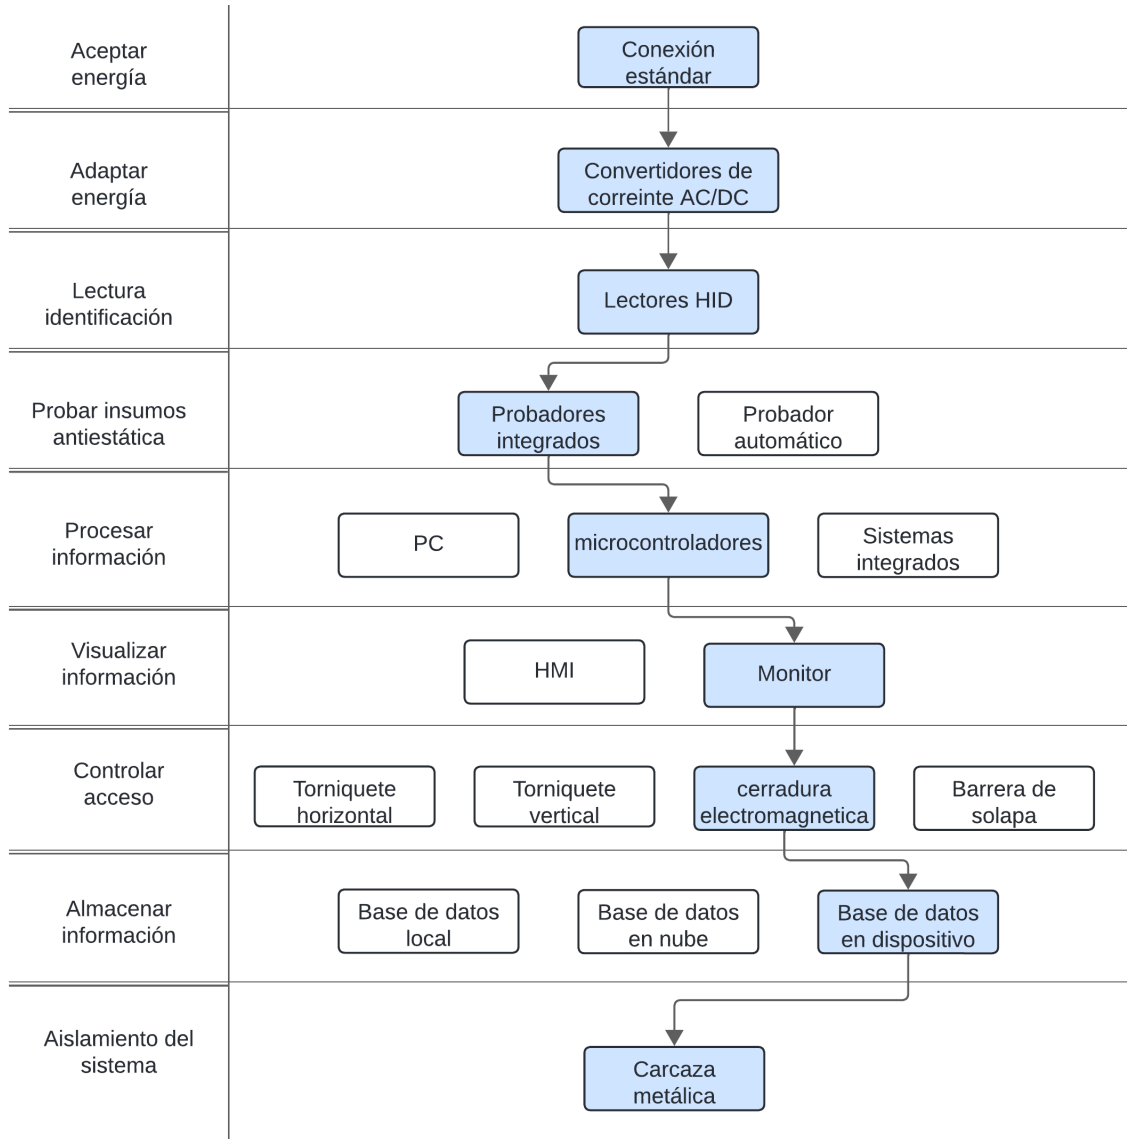 Aceptar
energía
Conexión
estándar
Adaptar
energía
Convertidores de
correinte AC/DC
Lectura
identificación
Lectores HID
Probar insumos
antiestática
Probadores
integrados
Probador
automático
Procesar
información
PC
microcontroladores
Sistemas
integrados
Visualizar
información
HMI
Monitor
Controlar
acceso
Torniquete
horizontal
Torniquete
vertical
cerradura
electromagnetica
Barrera de
solapa
Almacenar
información
Base de datos
local
Base de datos
en nube
Base de datos
en dispositivo
Aislamiento del
sistema
Carcaza
metálica